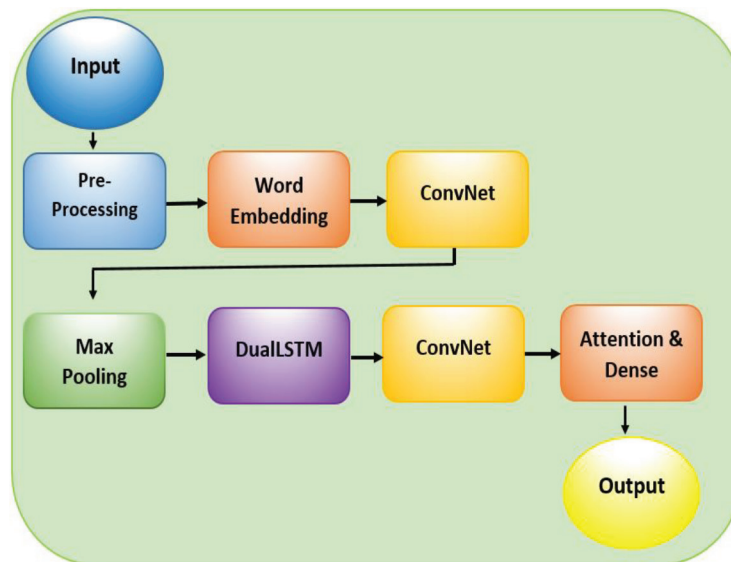 Input
Pre-
Processing
Word
Embedding
ConvNet
Max
Pooling
DualLSTM
ConvNet
Attention &
Dense
Output